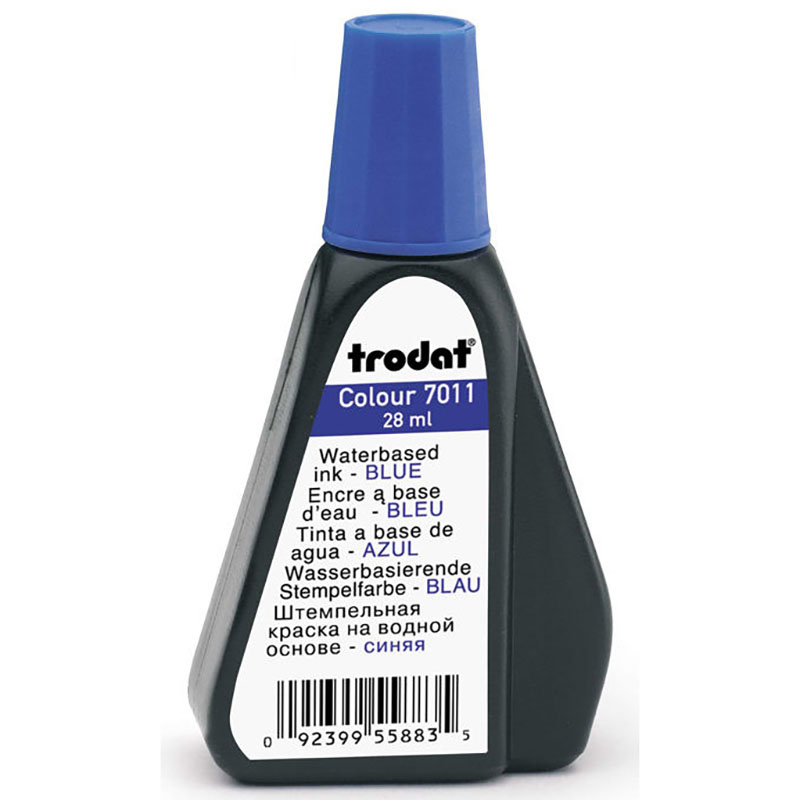 trodat®
Colour 7011
28 ml
Waterbased
ink - BLUE
Encre ą base
d'eau - BLEU
Tinta a base de
agua - AZUL
Wasserbasierende
Stempelfarbe - BLAU
Штемпельная
краска на водной
основе - синяя
0 92399 55883 5